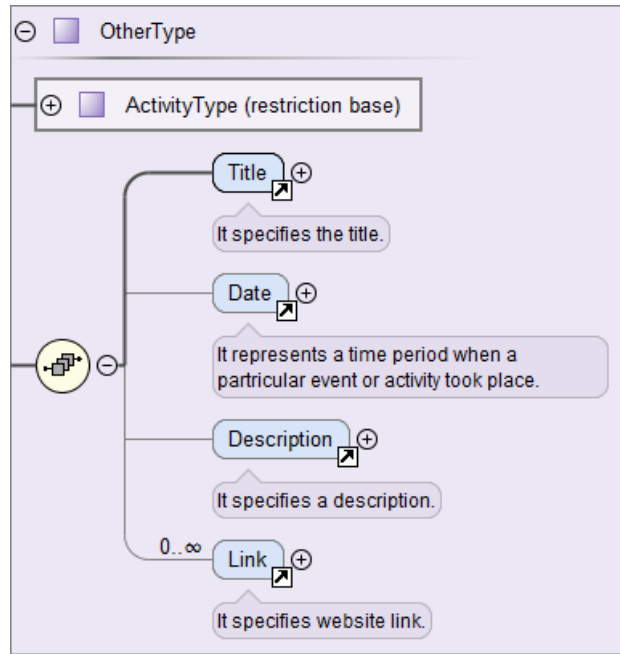 OtherType
ActivityType (restriction base)
Title
It specifies the title.
Date
It represents a time period when a
partricular event or activity took place.
Description
It specifies a description.
0..∞
Link
It specifies website link.